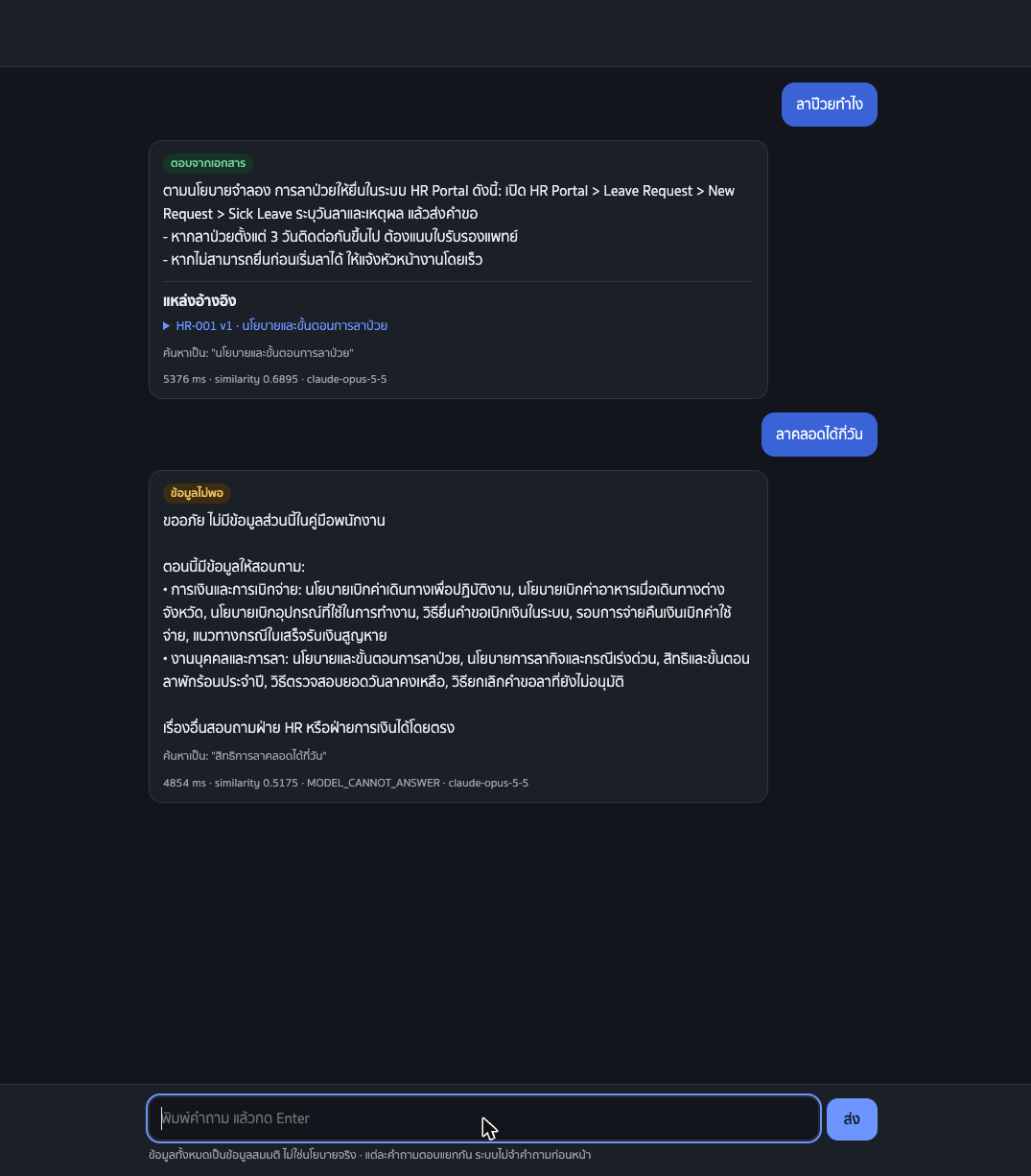 ลาป่วยทำไง
ตอบจากเอกสาร
ตามนโยบายจำลอง การลาป่วยให้ยื่นในระบบ HR Portal ดังนี้: เปิด HR Portal > Leave Request > New
Request > Sick Leave ระบุวันลาและเหตุผล แล้วส่งคำขอ
- หากลาป่วยตั้งแต่ 3 วันติดต่อกันขึ้นไป ต้องแนบใบรับรองแพทย์
- หากไม่สามารถยื่นก่อนเริ่มลาได้ ให้แจ้งหัวหน้างานโดยเร็ว
แหล่งอ้างอิง
▶ HR-001 v1 · นโยบายและขั้นตอนการลาป่วย
ค้นหาเป็น: "นโยบายและขั้นตอนการลาป่วย"
5376 ms · similarity 0.6895 · claude-opus-5-5
ลาคลอดได้กี่วัน
ข้อมูลไม่พอ
ขออภัย ไม่มีข้อมูลส่วนนี้ในคู่มือพนักงาน
ตอนนี้มีข้อมูลให้สอบถาม:
• การเงินและการเบิกจ่าย: นโยบายเบิกค่าเดินทางเพื่อปฏิบัติงาน, นโยบายเบิกค่าอาหารเมื่อเดินทางต่าง
จังหวัด, นโยบายเบิกอุปกรณ์ที่ใช้ในการทำงาน, วิธียื่นคำขอเบิกเงินในระบบ, รอบการจ่ายคืนเงินเบิกค่าใช้
จ่าย, แนวทางกรณีใบเสร็จรับเงินสูญหาย
• งานบุคคลและการลา: นโยบายและขั้นตอนการลาป่วย, นโยบายการลากิจและกรณีเร่งด่วน, สิทธิและขั้นตอน
ลาพักร้อนประจำปี, วิธีตรวจสอบยอดวันลาคงเหลือ, วิธียกเลิกคำขอลาที่ยังไม่อนุมัติ
เรื่องอื่นสอบถามฝ่าย HR หรือฝ่ายการเงินได้โดยตรง
ค้นหาเป็น: "สิทธิการลาคลอดได้กี่วัน"
4854 ms · similarity 0.5175 · MODEL_CANNOT_ANSWER · claude-opus-5-5
พิมพ์คำถาม แล้วกด Enter
ส่ง
ข้อมูลทั้งหมดเป็นข้อมูลสมมติ ไม่ใช่นโยบายจริง · แต่ละคำถามตอบแยกกัน ระบบไม่จำคำถามก่อนหน้า